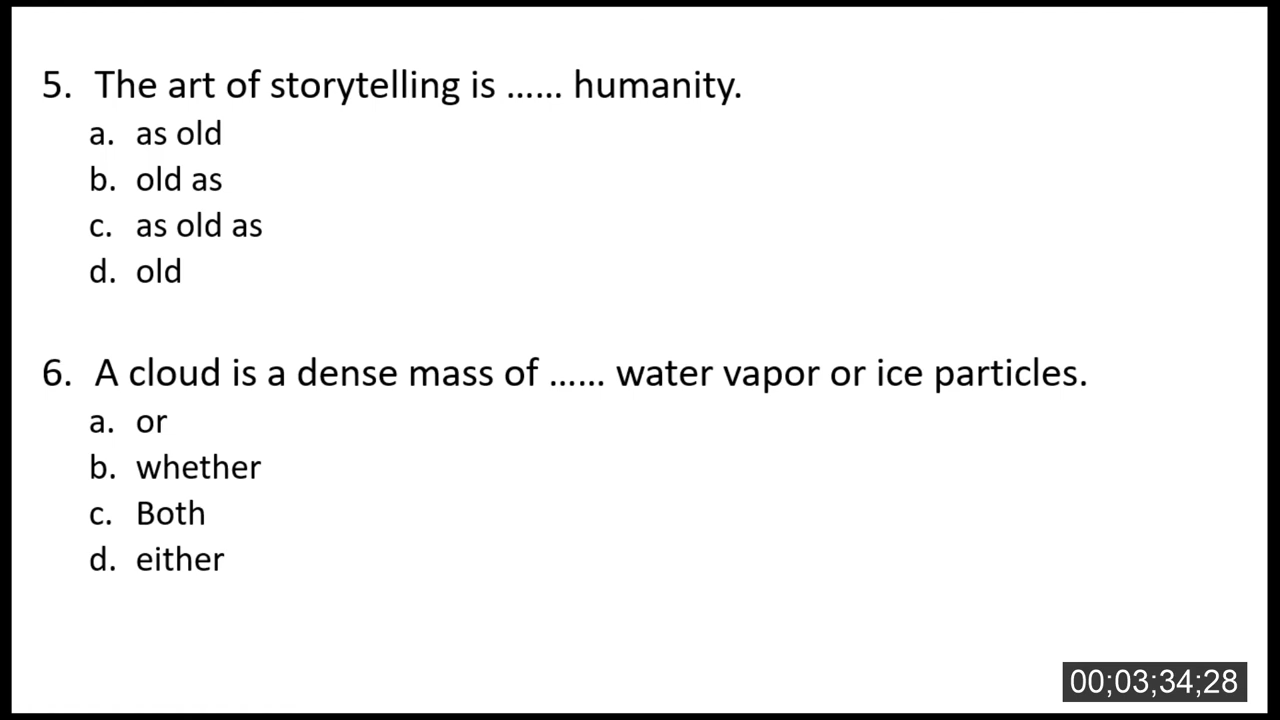 5. The art of storytelling is ...... humanity.
a. as old
b. old as
c. as old as
d. old
6. A cloud is a dense mass of ...... water vapor or ice particles.
a. or
b. whether
c. Both
d. either
00;03;34;28